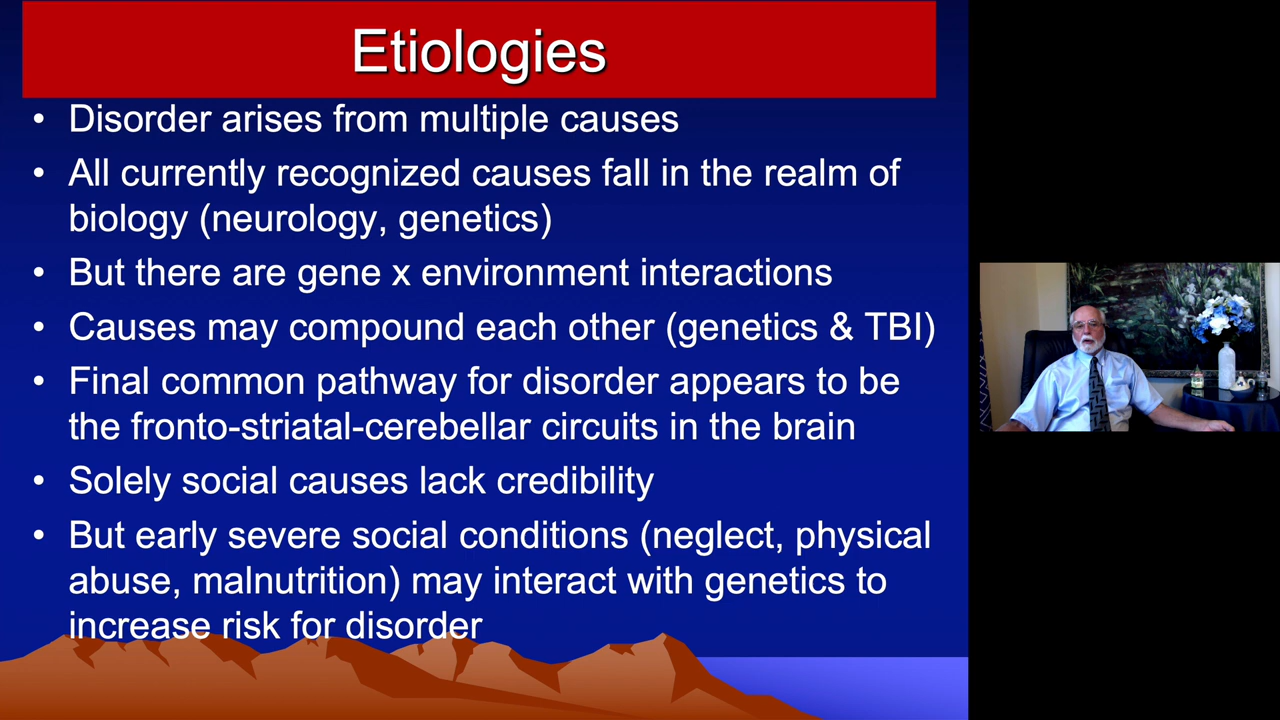 Etiologies
• Disorder arises from multiple causes
• All currently recognized causes fall in the realm of
biology (neurology, genetics)
• But there are gene x environment interactions
• Causes may compound each other (genetics & TBI)
• Final common pathway for disorder appears to be
the fronto-striatal-cerebellar circuits in the brain
• Solely social causes lack credibility
• But early severe social conditions (neglect, physical
abuse, malnutrition) may interact with genetics to
increase risk for disorder